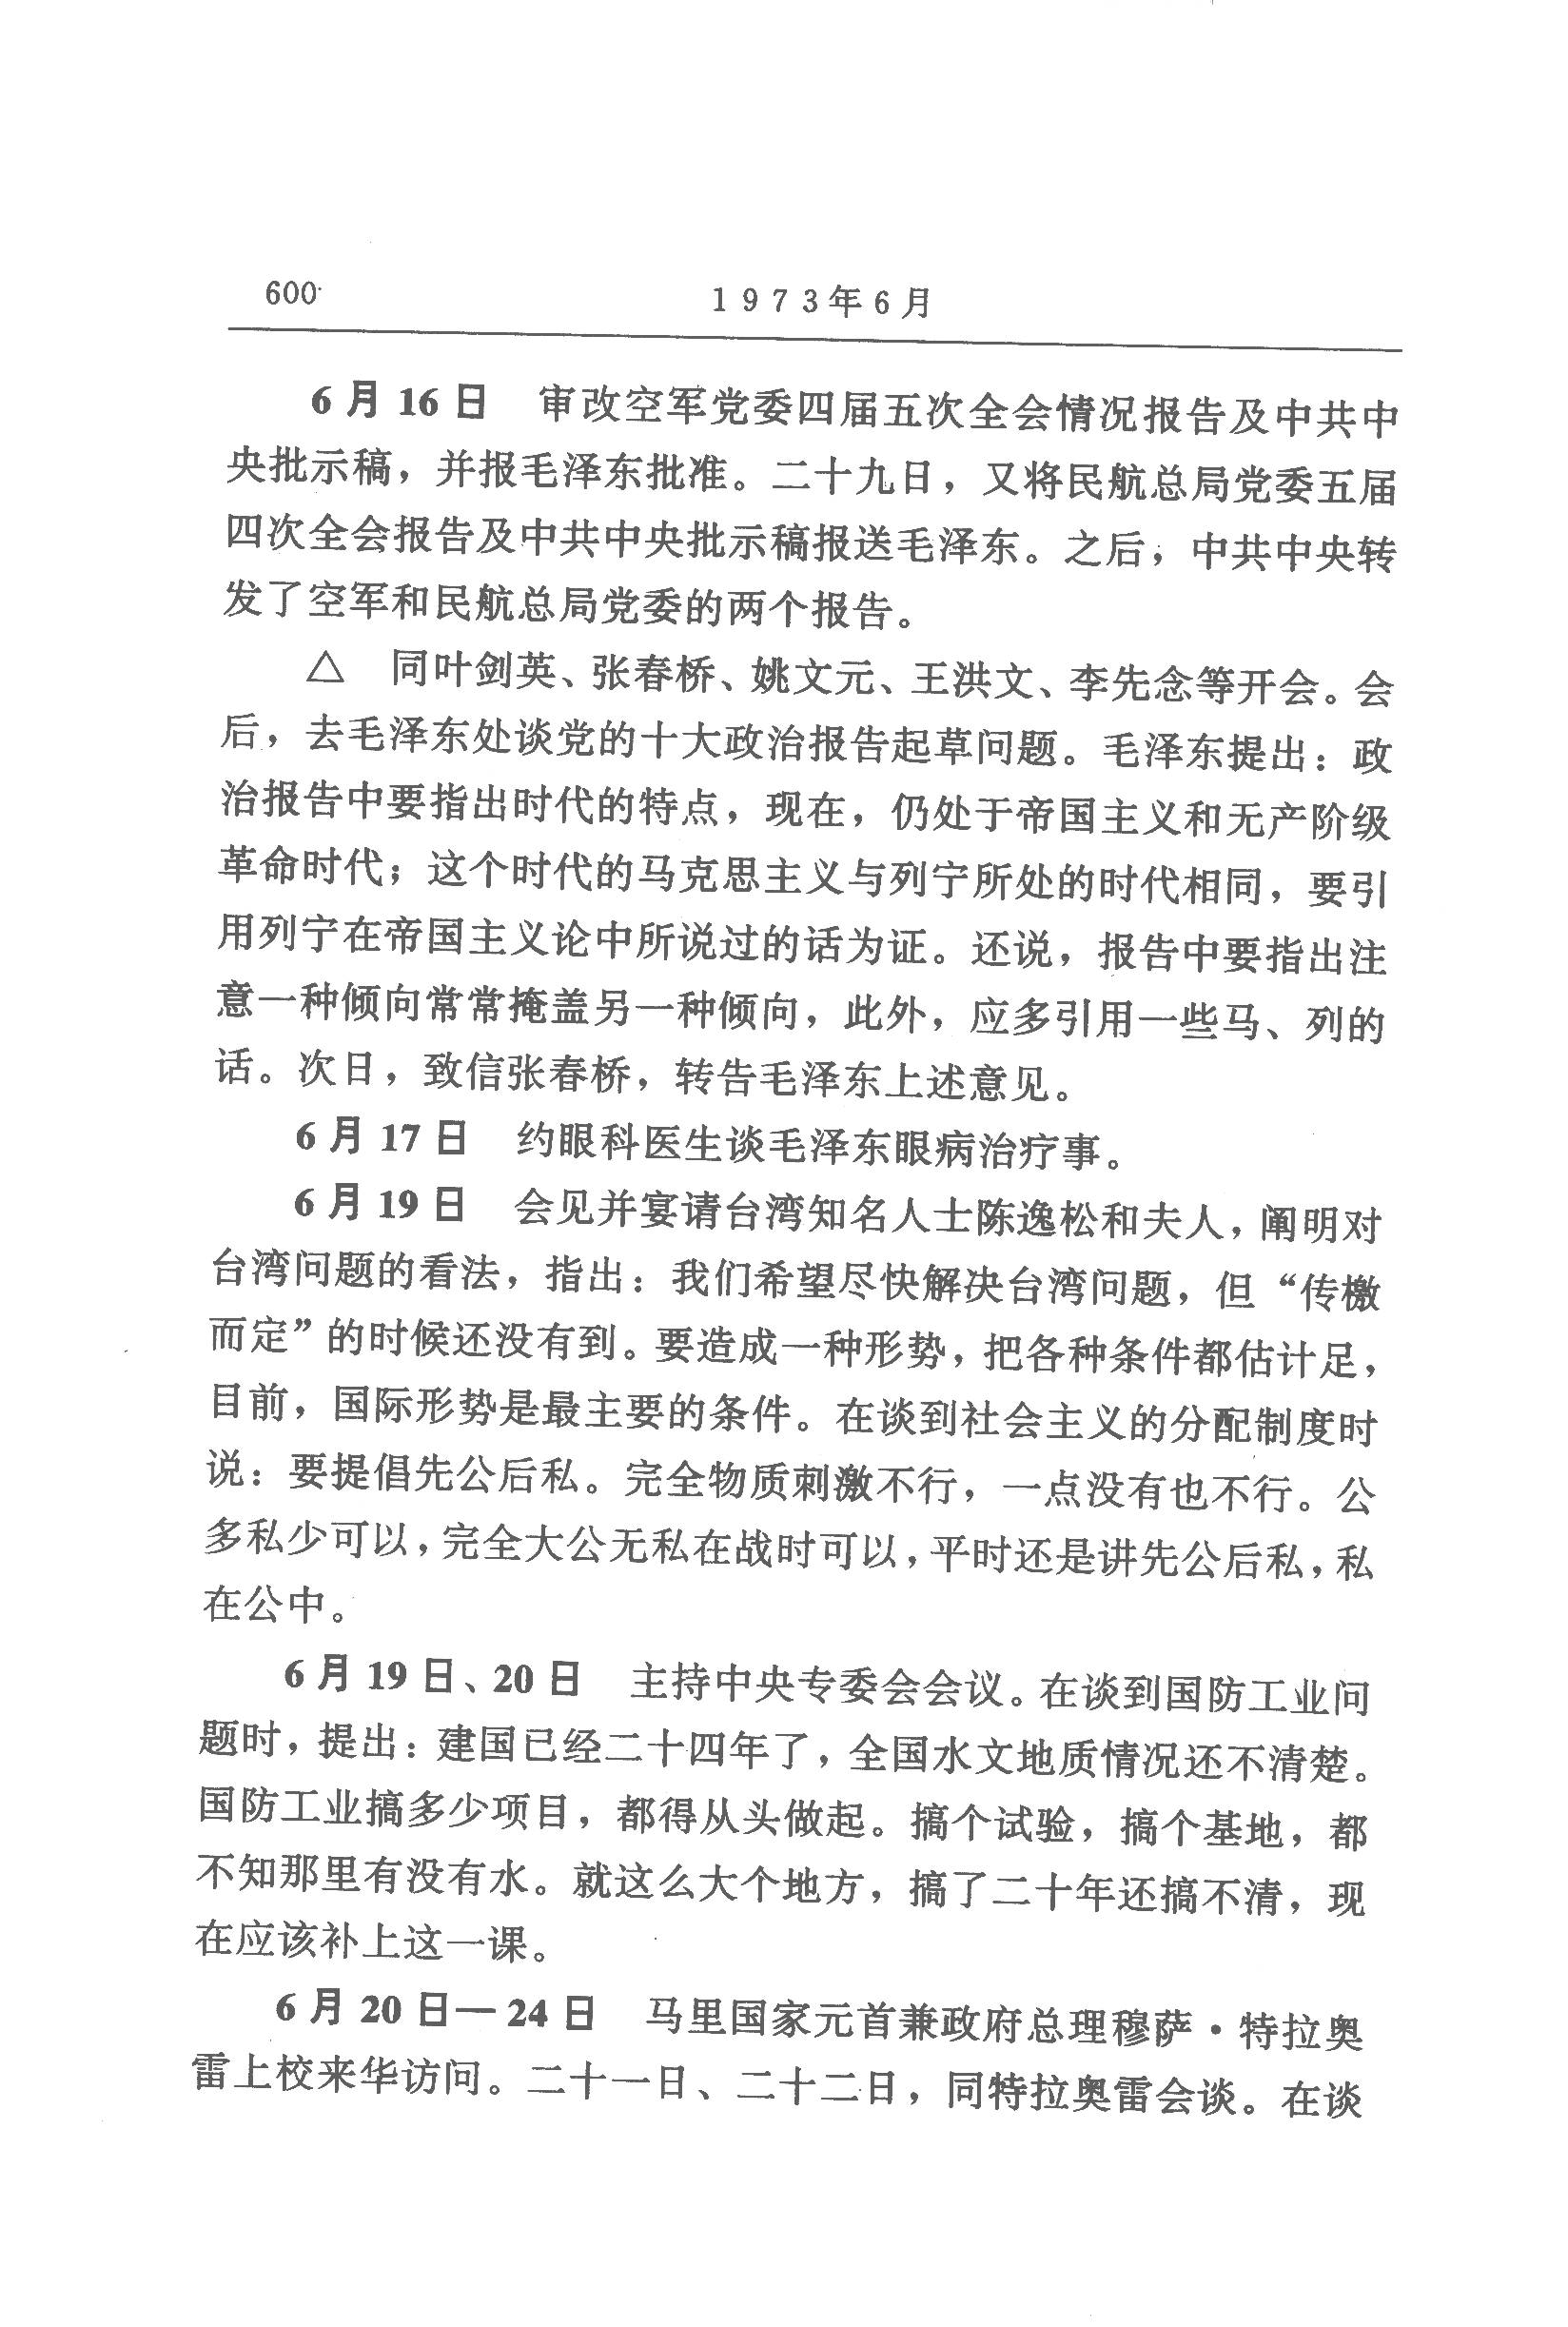 600
1973年6月
6月16日 审改空军党委四届五次全会情况报告及中共中
央批示稿，并报毛泽东批准。二十九日，又将民航总局党委五届
四次全会报告及中共中央批示稿报送毛泽东。之后，中共中央转
发了空军和民航总局党委的两个报告。
△ 同叶剑英、张春桥、姚文元、王洪文、李先念等开会。会
后，去毛泽东处谈党的十大政治报告起草问题。毛泽东提出：政
治报告中要指出时代的特点，现在，仍处于帝国主义和无产阶级
革命时代；这个时代的马克思主义与列宁所处的时代相同，要引
用列宁在帝国主义论中所说过的话为证。还说，报告中要指出注
意一种倾向常常掩盖另一种倾向，此外，应多引用一些马、列的
话。次日，致信张春桥，转告毛泽东上述意见。
6月17日 约眼科医生谈毛泽东眼病治疗事。
6月19日 会见并宴请台湾知名人士陈逸松和夫人，阐明对
台湾问题的看法，指出：我们希望尽快解决台湾问题，但“传檄
而定”的时候还没有到。要造成一种形势，把各种条件都估计足，
目前，国际形势是最主要的条件。在谈到社会主义的分配制度时
说：要提倡先公后私。完全物质刺激不行，一点没有也不行。公
多私少可以，完全大公无私在战时可以，平时还是讲先公后私，私
在公中。
6月19日、20日 主持中央专委会会议。在谈到国防工业问
题时，提出：建国已经二十四年了，全国水文地质情况还不清楚。
国防工业搞多少项目，都得从头做起。搞个试验，搞个基地，都
不知那里有没有水。就这么大个地方，搞了二十年还搞不清，现
在应该补上这一课。
6月20日—24日 马里国家元首兼政府总理穆萨·特拉奥
雷上校来华访问。二十一日、二十二日，同特拉奥雷会谈。在谈